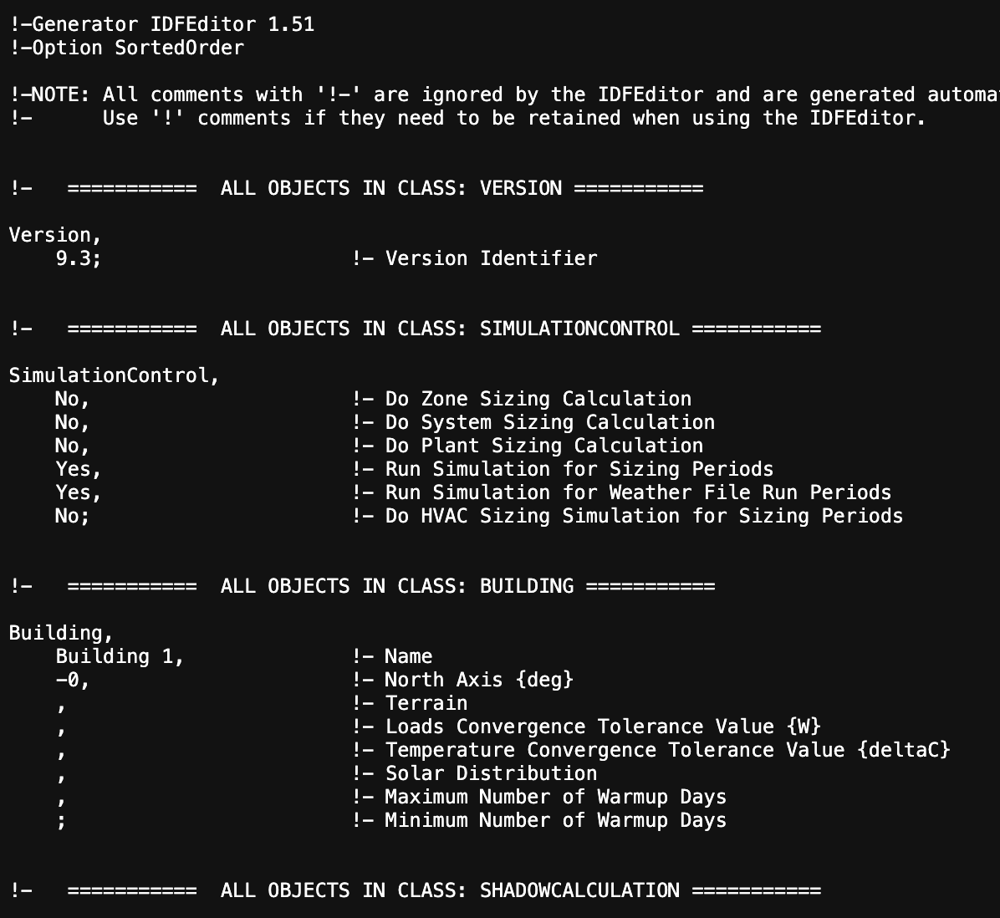 !-Generator IDFEditor 1.51
!-Option SortedOrder
!-NOTE: All comments with '!-' are ignored by the IDFEditor and are generated
!-      Use '!' comments if they need to be retained when using the IDFEditor.
!-   ===========  ALL OBJECTS IN CLASS: VERSION ===========
Version,
    9.3;                     !- Version Identifier
!-   ===========  ALL OBJECTS IN CLASS: SIMULATIONCONTROL ===========
SimulationControl,
    No,                      !- Do Zone Sizing Calculation
    No,                      !- Do System Sizing Calculation
    No,                      !- Do Plant Sizing Calculation
    Yes,                     !- Run Simulation for Sizing Periods
    Yes,                     !- Run Simulation for Weather File Run Periods
    No;                      !- Do HVAC Sizing Simulation for Sizing Periods
!-   ===========  ALL OBJECTS IN CLASS: BUILDING ===========
Building,
    Building 1,              !- Name
    -0,                      !- North Axis {deg}
    ,                        !- Terrain
    ,                        !- Loads Convergence Tolerance Value {W}
    ,                        !- Temperature Convergence Tolerance Value {deltaC}
    ,                        !- Solar Distribution
    ,                        !- Maximum Number of Warmup Days
    ;                        !- Minimum Number of Warmup Days
!-   ===========  ALL OBJECTS IN CLASS: SHADOWCALCULATION ===========